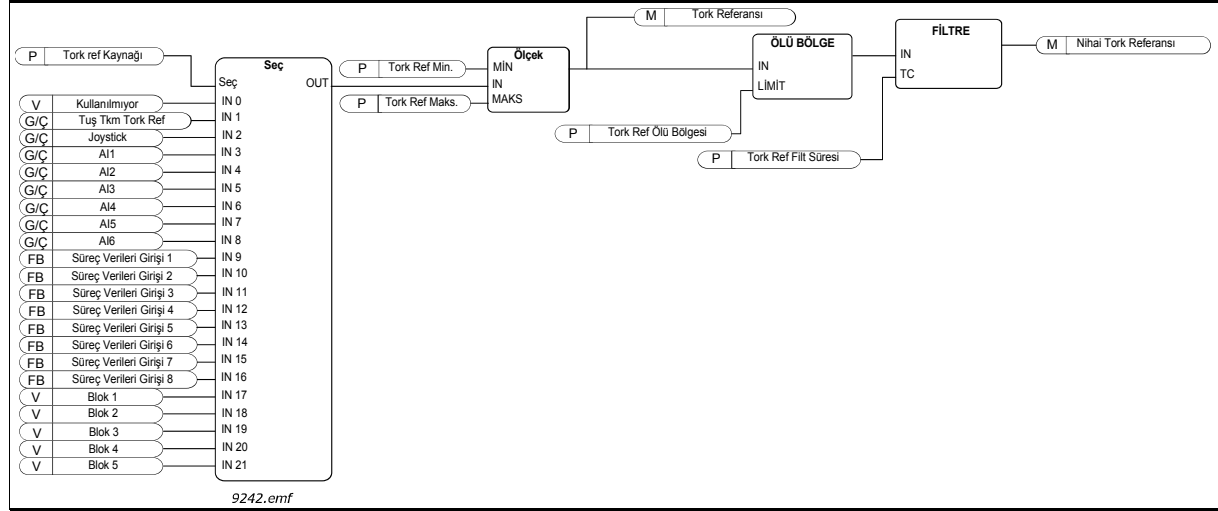 M Tork Referansı
P Tork ref Kaynağı
Seç
Seç
OUT
P Tork Ref Min.
P Tork Ref Maks.
Ölçek
MİN
IN
MAKS
ÖLÜ BÖLGE
IN
LİMİT
P Tork Ref Ölü Bölgesi
FİLTRE
IN
TC
P Tork Ref Filt Süresi
M Nihai Tork Referansı
V Kullanılmıyor IN 0
G/Ç Tuş Tkm Tork Ref IN 1
G/Ç Joystick IN 2
G/Ç AI1 IN 3
G/Ç AI2 IN 4
G/Ç AI3 IN 5
G/Ç AI4 IN 6
G/Ç AI5 IN 7
G/Ç AI6 IN 8
FB Süreç Verileri Girişi 1 IN 9
FB Süreç Verileri Girişi 2 IN 10
FB Süreç Verileri Girişi 3 IN 11
FB Süreç Verileri Girişi 4 IN 12
FB Süreç Verileri Girişi 5 IN 13
FB Süreç Verileri Girişi 6 IN 14
FB Süreç Verileri Girişi 7 IN 15
FB Süreç Verileri Girişi 8 IN 16
V Blok 1 IN 17
V Blok 2 IN 18
V Blok 3 IN 19
V Blok 4 IN 20
V Blok 5 IN 21
9242.emf